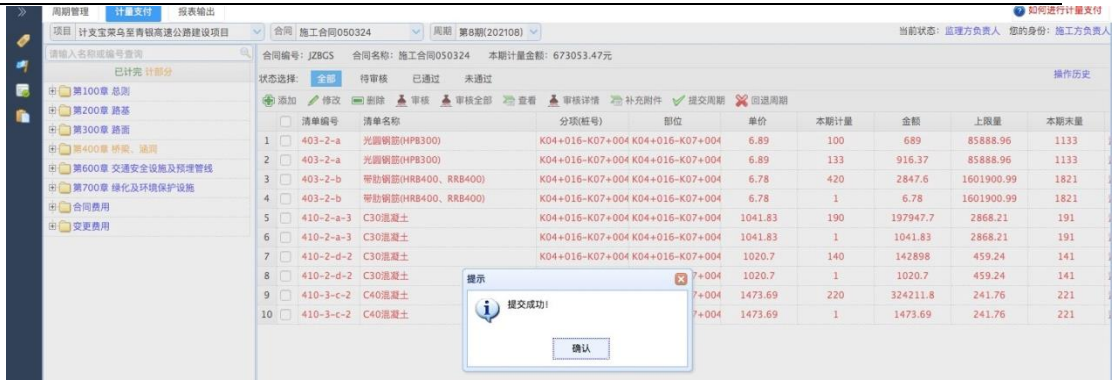 周期管理 计量支付 报表输出 如何进行计量支付
项目 计支宝荣乌至青银高速公路建设项目 合同 施工合同050324 周期 第8期(202108) 当前状态: 监理方负责人 您的身份: 施工方负责人
请输入名称或编号查询 合同编号: JZBGS 合同名称: 施工合同050324 本期计量金额: 673053.47元
已计完 计部分 状态选择: 全部 待审核 已通过 未通过 操作历史
第100章 总则
第200章 路基
第300章 路面
第400章 桥梁、涵洞
第600章 交通安全设施及预埋管线
第700章 绿化及环境保护设施
合同费用
变更费用
添加 修改 删除 审核 审核全部 查看 审核详情 补充附件 提交周期 回退周期
清单编号 清单名称 分项(桩号) 部位 单价 本期计量 金额 上限量 本期末量
1 403-2-a 光圆钢筋(HPB300) K04+016-K07+004 K04+016-K07+004 6.89 100 689 85888.96 1133
2 403-2-a 光圆钢筋(HPB300) K04+016-K07+004 K04+016-K07+004 6.89 133 916.37 85888.96 1133
3 403-2-b 带肋钢筋(HRB400、RRB400) K04+016-K07+004 K04+016-K07+004 6.78 420 2847.6 1601900.99 1821
4 403-2-b 带肋钢筋(HRB400、RRB400) K04+016-K07+004 K04+016-K07+004 6.78 1 6.78 1601900.99 1821
5 410-2-a-3 C30混凝土 K04+016-K07+004 K04+016-K07+004 1041.83 190 197947.7 2868.21 191
6 410-2-a-3 C30混凝土 K04+016-K07+004 K04+016-K07+004 1041.83 1 1041.83 2868.21 191
7 410-2-d-2 C30混凝土 K04+016-K07+004 K04+016-K07+004 1020.7 140 142898 459.24 141
8 410-2-d-2 C30混凝土 7+004 1020.7 1 1020.7 459.24 141
9 410-3-c-2 C40混凝土 7+004 1473.69 220 324211.8 241.76 221
10 410-3-c-2 C40混凝土 7+004 1473.69 1 1473.69 241.76 221
提示
提交成功!
确认